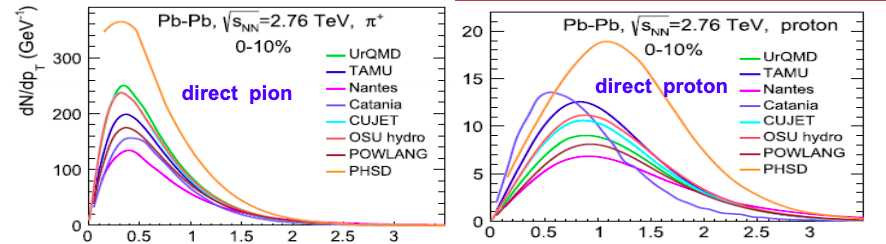 Pb-Pb, √sNN=2.76 TeV, π+
0-10%
dN/dpT (GeV-1)
300
200
100
0
UrQMD
TAMU
Nantes
Catania
CUJET
OSU hydro
POWLANG
PHSD
direct pion
0 0.5 1 1.5 2 2.5 3
Pb-Pb, √sNN=2.76 TeV, proton
0-10%
20
15
10
5
0
UrQMD
TAMU
Nantes
Catania
CUJET
OSU hydro
POWLANG
PHSD
direct proton
0 0.5 1 1.5 2 2.5 3